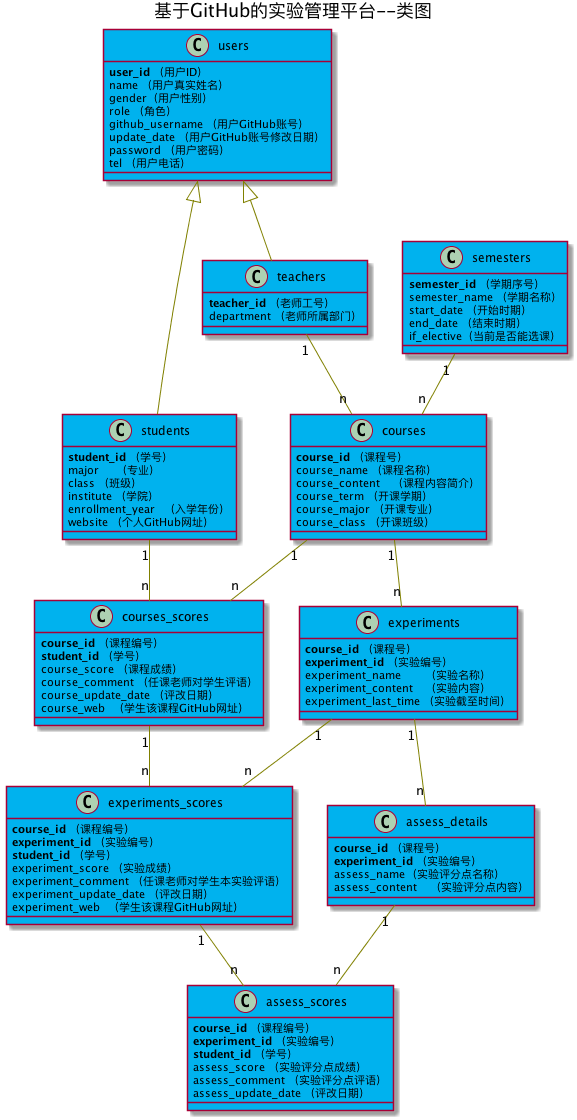 基于GitHub的实验管理平台--类图
C users
user_id （用户ID）
name （用户真实姓名）
gender （用户性别）
role （角色）
github_username （用户GitHub账号）
update_date （用户GitHub账号修改日期）
password （用户密码）
tel （用户电话）
C teachers
teacher_id （老师工号）
department （老师所属部门）
C semesters
semester_id （学期序号）
semester_name （学期名称）
start_date （开始时期）
end_date （结束时期）
if_elective （当前是否能选课）
1
1
n
n
C students
student_id （学号）
major （专业）
class （班级）
institute （学院）
enrollment_year （入学年份）
website （个人GitHub网址）
C courses
course_id （课程号）
course_name （课程名称）
course_content （课程内容简介）
course_term （开课学期）
course_major （开课专业）
course_class （开课班级）
1
1
1
n
n
n
C courses_scores
course_id （课程编号）
student_id （学号）
course_score （课程成绩）
course_comment （任课老师对学生评语）
course_update_date （评改日期）
course_web （学生该课程GitHub网址）
C experiments
course_id （课程号）
experiment_id （实验编号）
experiment_name （实验名称）
experiment_content （实验内容）
experiment_last_time （实验截至时间）
1
1
1
n
n
n
C experiments_scores
course_id （课程编号）
experiment_id （实验编号）
student_id （学号）
experiment_score （实验成绩）
experiment_comment （任课老师对学生本实验评语）
experiment_update_date （评改日期）
experiment_web （学生该课程GitHub网址）
C assess_details
course_id （课程号）
experiment_id （实验编号）
assess_name （实验评分点名称）
assess_content （实验评分点内容）
1
1
n
n
C assess_scores
course_id （课程编号）
experiment_id （实验编号）
student_id （学号）
assess_score （实验评分点成绩）
assess_comment （实验评分点评语）
assess_update_date （评改日期）